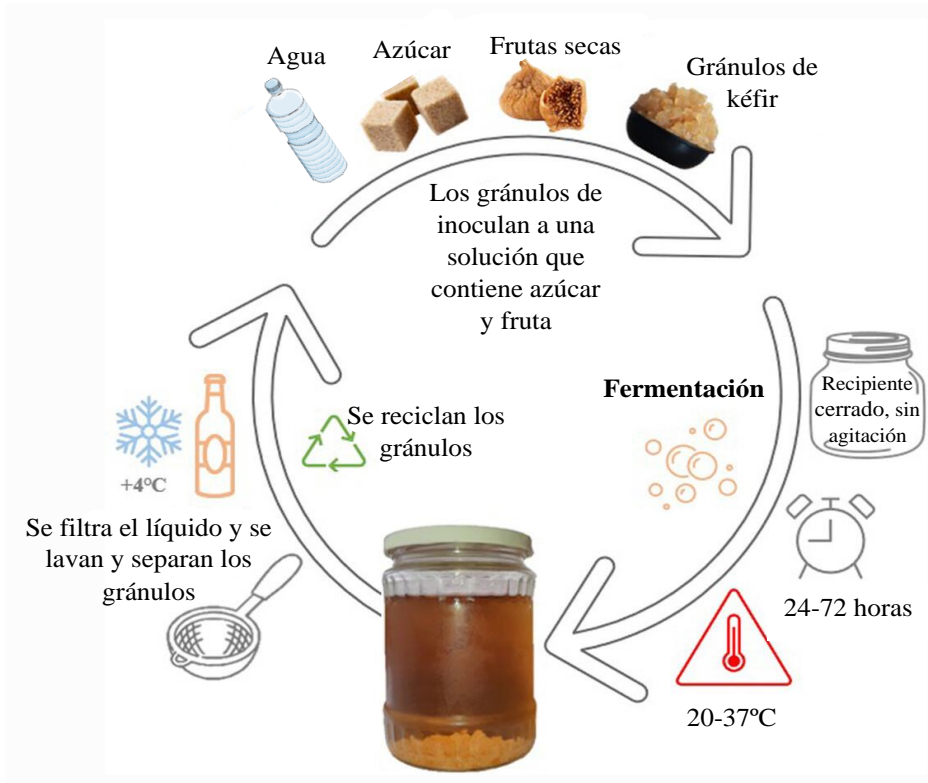 Agua
Azúcar
Frutas secas
Gránulos de
kéfir
Los gránulos de
inoculan a una
solución que
contiene azúcar
y fruta
Fermentación
Recipiente
cerrado, sin
agitación
24-72 horas
20-37ºC
Se filtra el líquido y se
lavan y separan los
gránulos
+4°C
Se reciclan los
gránulos